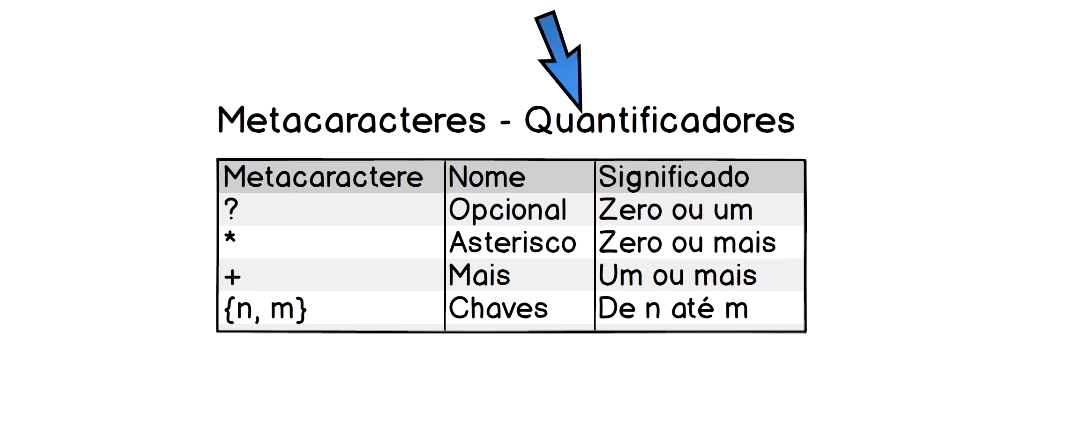 Metacaracteres - Quantificadores
Metacaractere Nome Significado
? Opcional Zero ou um
* Asterisco Zero ou mais
+ Mais Um ou mais
{n, m} Chaves De n até m